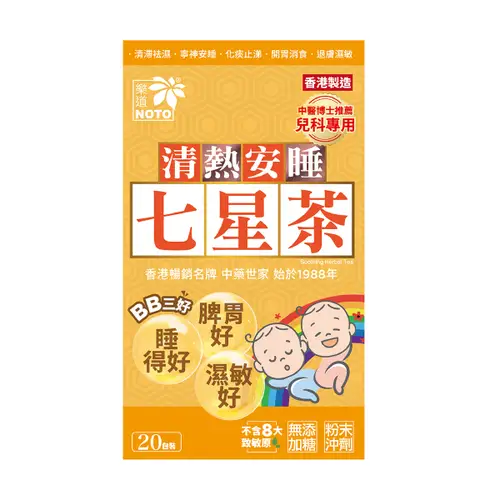 ·清滯祛濕·寧神安睡·化痰止涕·開胃消食·退膚濕敏
藥道
NOTO
香港製造
中醫博士推薦
兒科專用
清熱安睡
七星茶
Soothing Herbal Tea
香港暢銷名牌 中藥世家 始於1988年
BB三好
睡
得好
脾胃
好
濕敏
好
不含8大
致敏原
無添
加糖
粉末
沖劑
20包裝